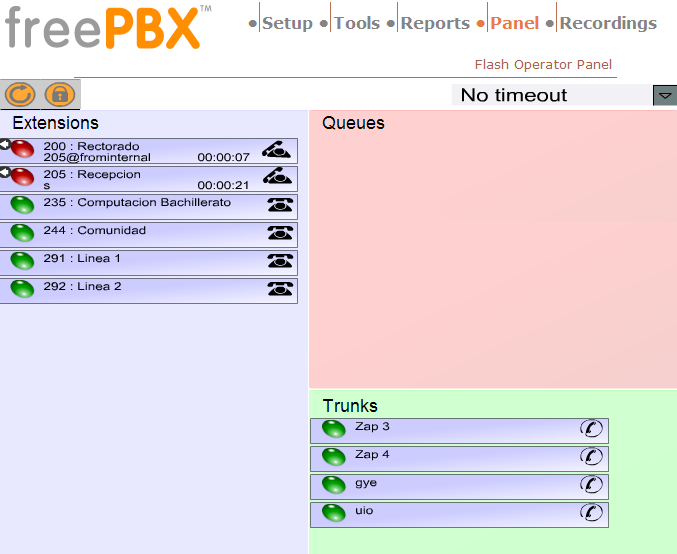 freePBX™
Setup Tools Reports Panel Recordings
Flash Operator Panel
No timeout
Extensions
200 : Rectorado
205@frominternal 00:00:07
205 : Recepcion
s 00:00:21
235 : Computacion Bachillerato
244 : Comunidad
291 : Linea 1
292 : Linea 2
Queues
Trunks
Zap 3
Zap 4
gye
uio